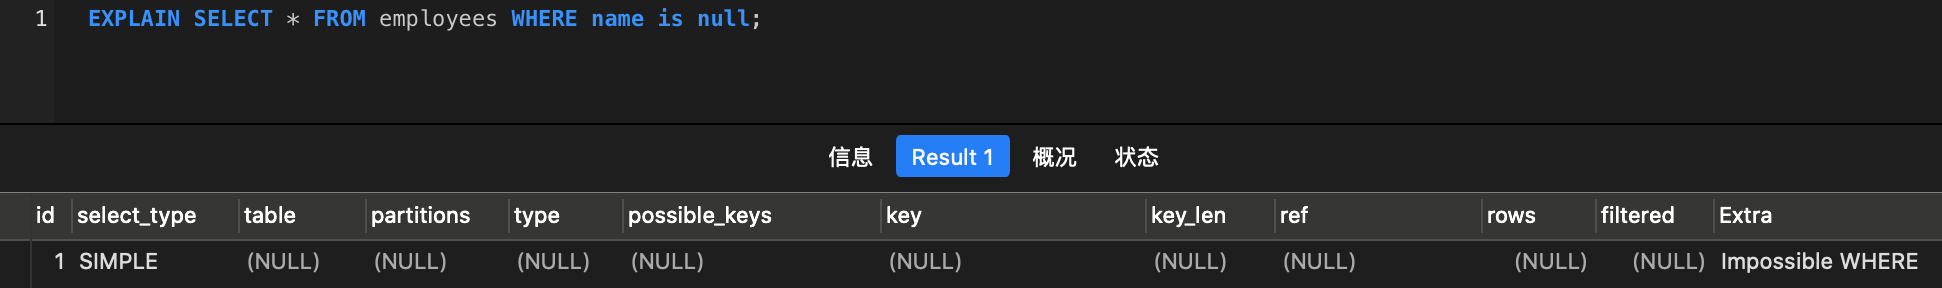 1 EXPLAIN SELECT * FROM employees WHERE name is null;
信息 Result 1 概况 状态
id select_type table partitions type possible_keys key key_len ref rows filtered Extra
1 SIMPLE (NULL) (NULL) (NULL) (NULL) (NULL) (NULL) (NULL) (NULL) (NULL) Impossible WHERE